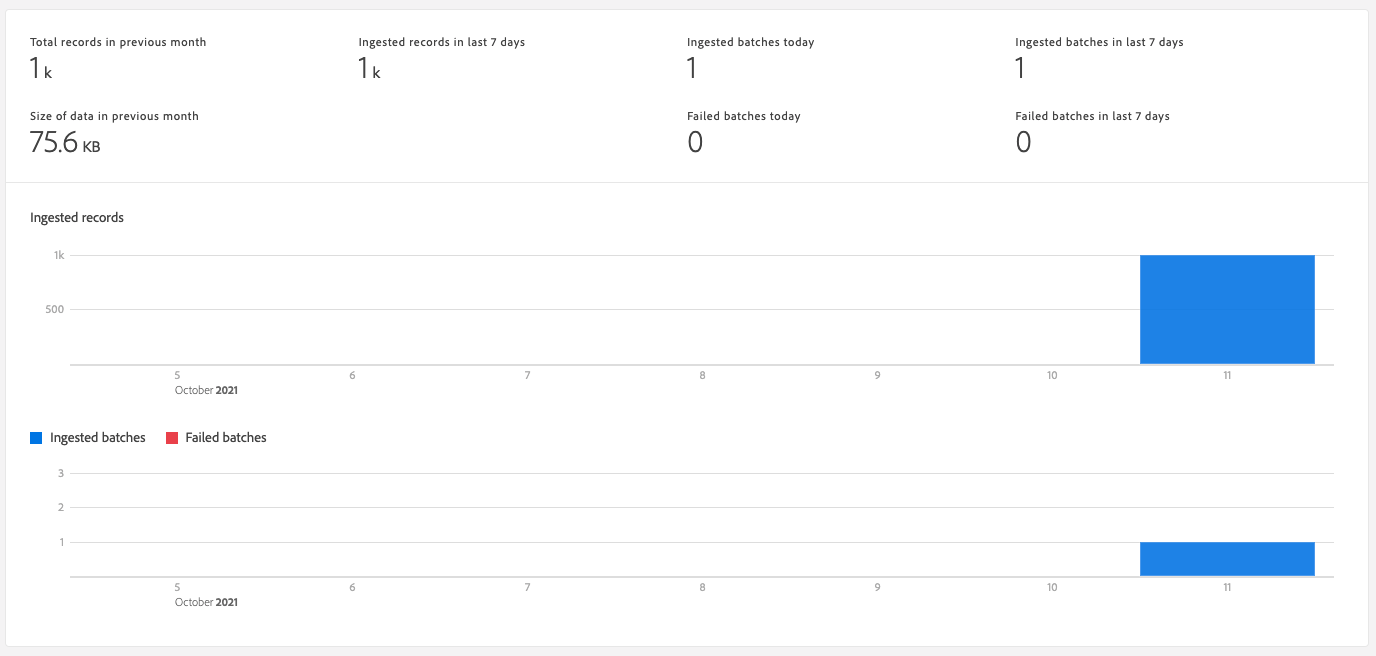 Total records in previous month
1 k
Ingested records in last 7 days
1 k
Ingested batches today
1
Ingested batches in last 7 days
1
Size of data in previous month
75.6 KB
Failed batches today
0
Failed batches in last 7 days
0
Ingested records
1k
500
5 6 7 8 9 10 11
October 2021
Ingested batches Failed batches
3
2
1
5 6 7 8 9 10 11
October 2021